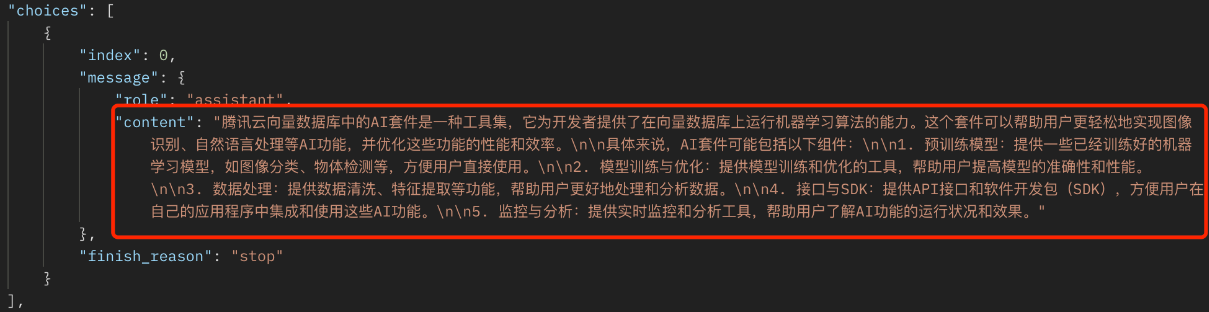 "choices": [
{
"index": 0,
"message": {
"role": "assistant",
"content": "腾讯云向量数据库中的AI套件是一种工具集，它为开发者提供了在向量数据库上运行机器学习算法的能力。这个套件可以帮助用户更轻松地实现图像
识别、自然语言处理等AI功能，并优化这些功能的性能和效率。\n\n具体来说，AI套件可能包括以下组件：\n\n1. 预训练模型：提供一些已经训练好的机器
学习模型，如图像分类、物体检测等，方便用户直接使用。\n\n2. 模型训练与优化：提供模型训练和优化的工具，帮助用户提高模型的准确性和性能。
\n\n3. 数据处理：提供数据清洗、特征提取等功能，帮助用户更好地处理和分析数据。\n\n4. 接口与SDK：提供API接口和软件开发包（SDK），方便用户在
自己的应用程序中集成和使用这些AI功能。\n\n5. 监控与分析：提供实时监控和分析工具，帮助用户了解AI功能的运行状况和效果。"
},
"finish_reason": "stop"
}
],